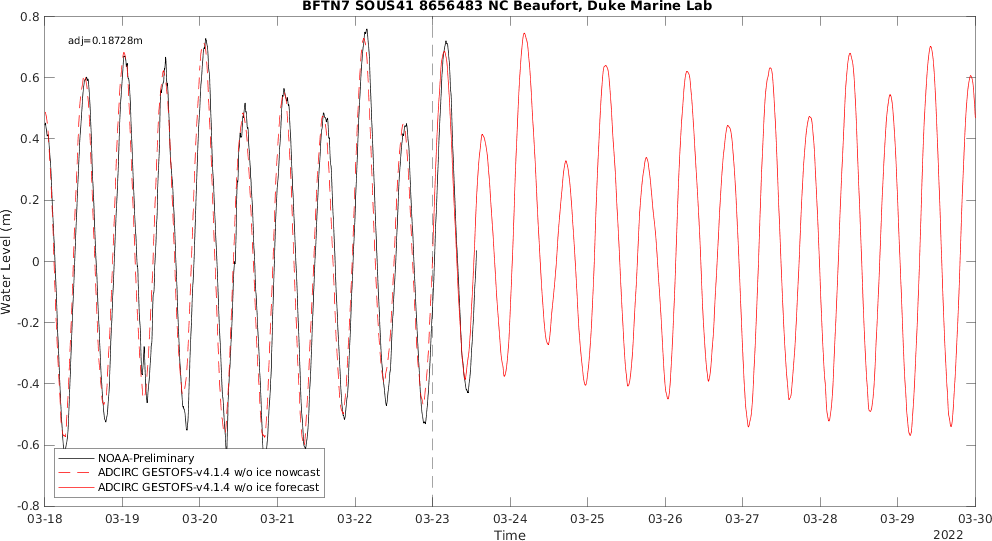 BFTN7 SOUS41 8656483 NC Beaufort, Duke Marine Lab
adj=0.18728m
0.8
0.6
0.4
0.2
0
-0.2
-0.4
-0.6
-0.8
Water Level (m)
NOAA-Preliminary
ADCIRC GESTOFS-v4.1.4 w/o ice nowcast
ADCIRC GESTOFS-v4.1.4 w/o ice forecast
03-18 03-19 03-20 03-21 03-22 03-23 03-24 03-25 03-26 03-27 03-28 03-29 03-30
Time
2022